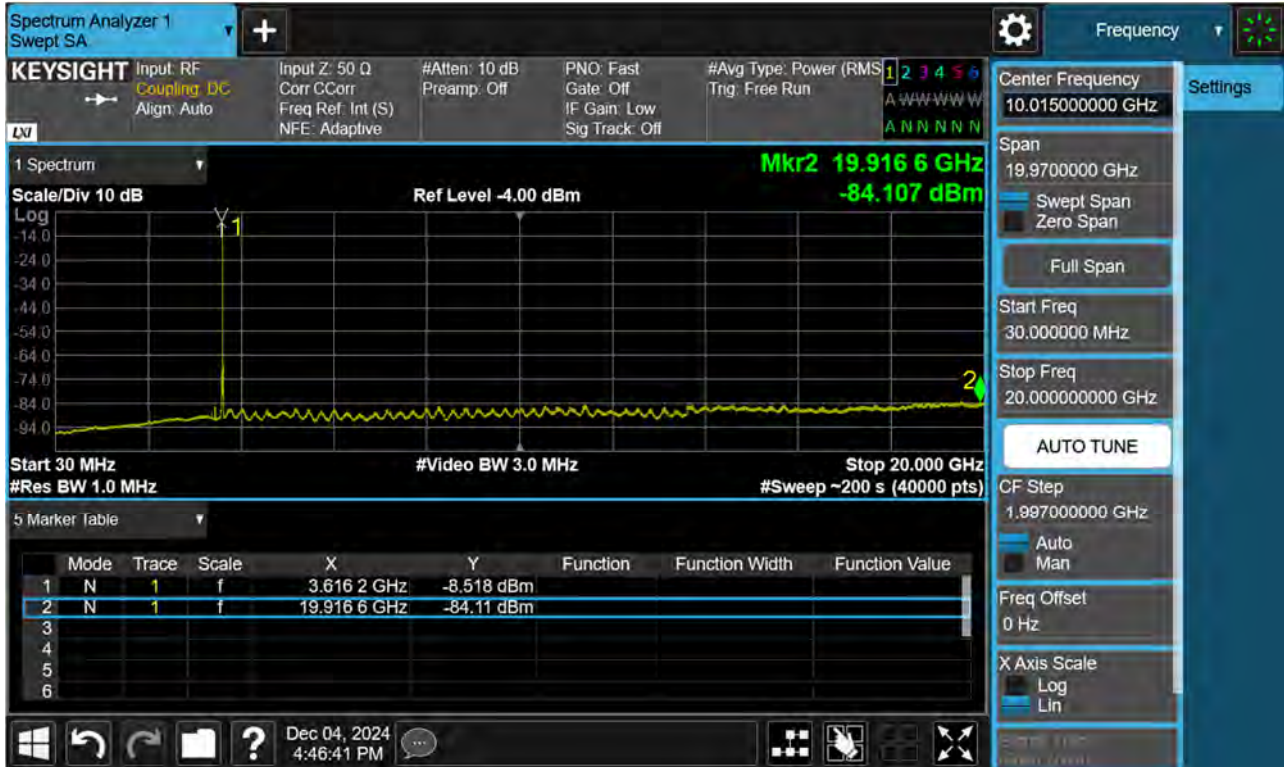 Spectrum Analyzer 1
Swept SA
+
Frequency
KEYSIGHT
LXI
Input: RF
Coupling: DC
Align: Auto
Input Z: 50 Ω
Corr CCorr
Freq Ref: Int (S)
NFE: Adaptive
#Atten: 10 dB
Preamp: Off
PNO: Fast
Gate: Off
IF Gain: Low
Sig Track: Off
#Avg Type: Power (RMS
Trig: Free Run
1 2 3 4 5 6
A W W W W W
A N N N N N
Center Frequency
10.015000000 GHz
Settings
1 Spectrum
Mkr2 19.916 6 GHz
-84.107 dBm
Scale/Div 10 dB
Ref Level -4.00 dBm
Log
-14.0
-24.0
-34.0
-44.0
-54.0
-64.0
-74.0
-84.0
-94.0
1
2
Start 30 MHz
#Video BW 3.0 MHz
Stop 20.000 GHz
#Res BW 1.0 MHz
#Sweep ~200 s (40000 pts)
Span
19.9700000 GHz
Swept Span
Zero Span
Full Span
Start Freq
30.000000 MHz
Stop Freq
20.000000000 GHz
AUTO TUNE
CF Step
1.997000000 GHz
Auto
Man
Freq Offset
0 Hz
X Axis Scale
Log
Lin
5 Marker Table
Mode Trace Scale X Y Function Function Width Function Value
1 N 1 f 3.616 2 GHz -8.518 dBm
2 N 1 f 19.916 6 GHz -84.11 dBm
3
4
5
6
?
Dec 04, 2024
4:46:41 PM